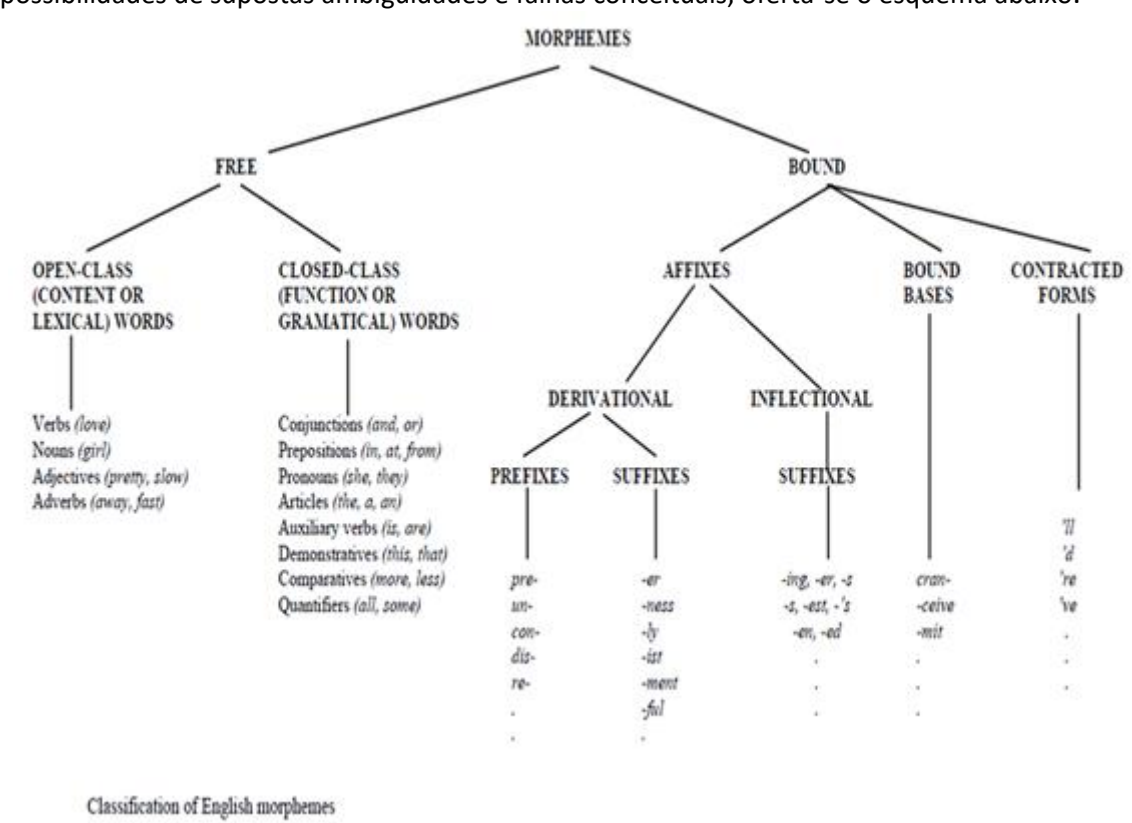 possibilidades de supostas ambiguidades e falhas conceituais, oferta-se o esquema abaixo.
MORPHEMES
FREE
BOUND
OPEN-CLASS
(CONTENT OR
LEXICAL) WORDS
CLOSED-CLASS
(FUNCTION OR
GRAMATICAL) WORDS
AFFIXES
BOUND
BASES
CONTRACTED
FORMS
DERIVATIONAL
INFLECTIONAL
PREFIXES
SUFFIXES
SUFFIXES
Verbs (love)
Nouns (girl)
Adjectives (pretty, slow)
Adverbs (away, fast)
Conjunctions (and, or)
Prepositions (in, at, from)
Pronouns (she, they)
Articles (the, a, an)
Auxiliary verbs (is, are)
Demonstratives (this, that)
Comparatives (more, less)
Quantifiers (all, some)
pre-
un-
con-
dis-
re-
.
.
-er
-ness
-ly
-ist
-ment
-ful
.
-ing, -er, -s
-s, -est, -'s
-en, -ed
.
.
.
cran-
-ceive
-mit
.
.
.
'll
'd
're
've
.
.
.
Classification of English morphemes